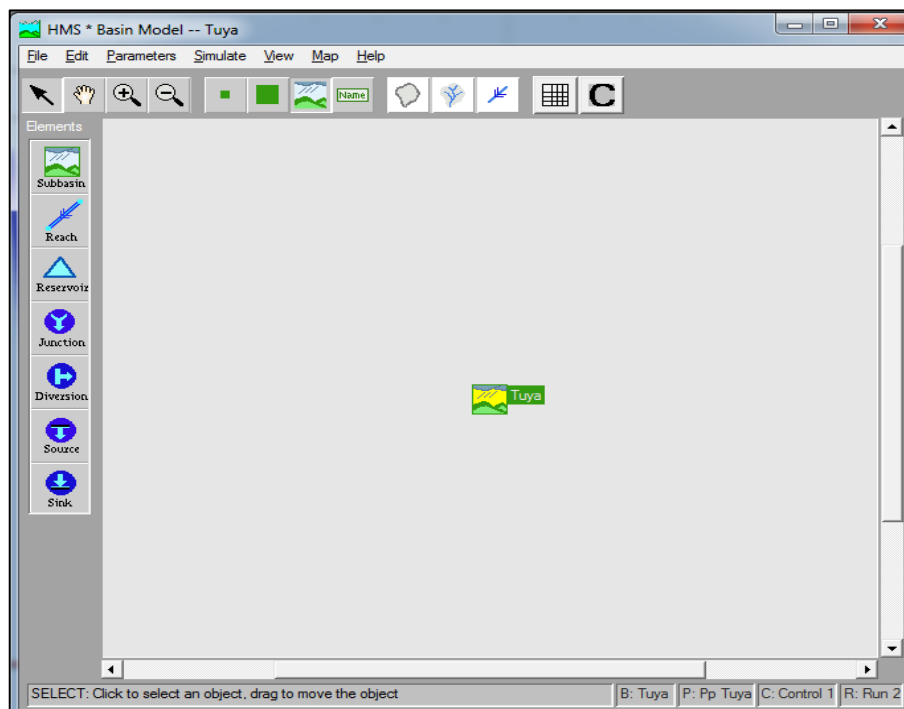 HMS * Basin Model -- Tuya
File Edit Parameters Simulate View Map Help
Name
C
Elements
Subbasin
Reach
Reservoir
Junction
Diversion
Source
Sink
Tuya
SELECT: Click to select an object, drag to move the object B: Tuya P: Pp Tuya C: Control 1 R: Run 2